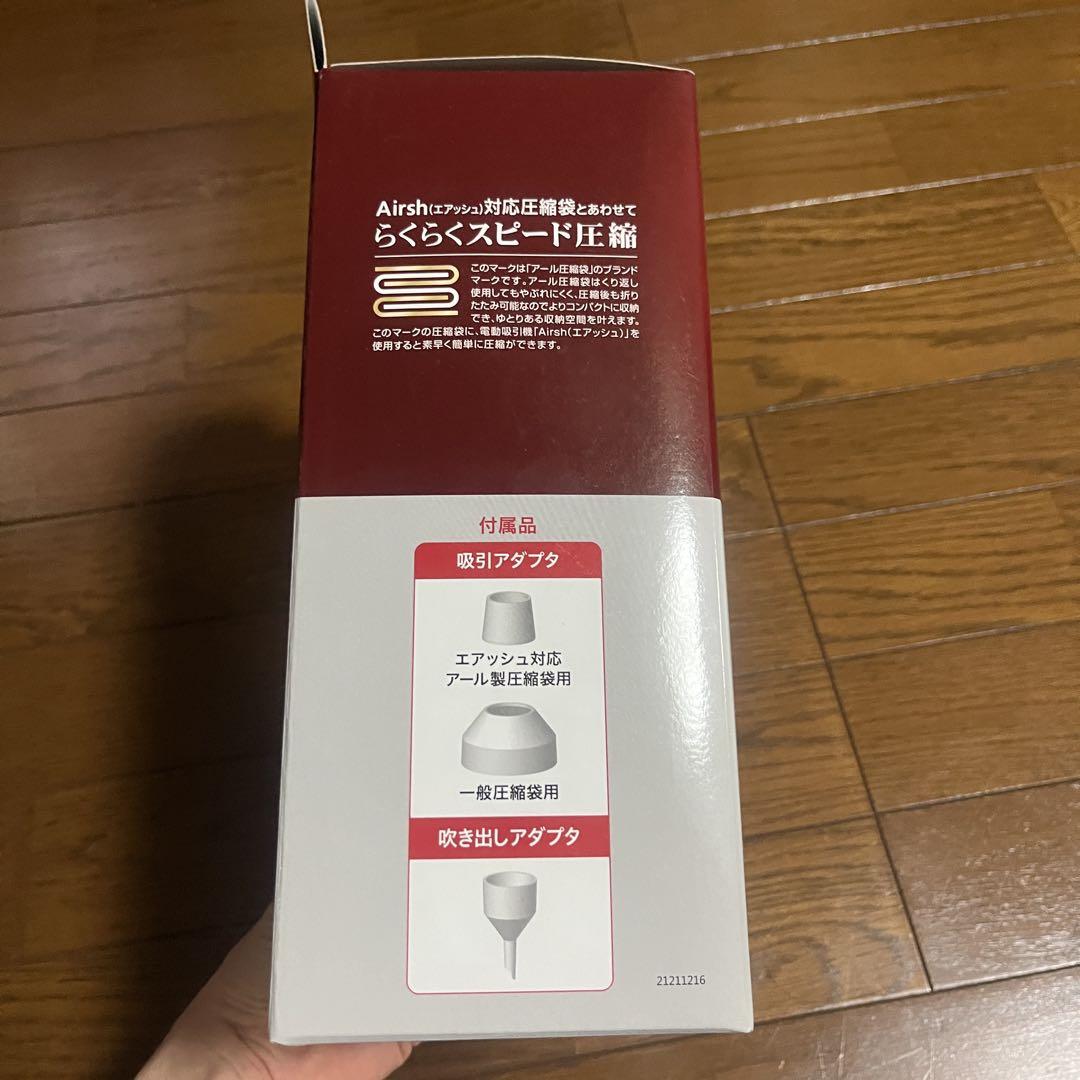 Airsh(エアッシュ)対応圧縮袋とあわせて
らくらくスピード圧縮
このマークは「アール圧縮袋」のブランド
マークです。アール圧縮袋はくり返し
使用してもやぶれにくく、圧縮後も折り
たたみ可能なのでよりコンパクトに収納
でき、ゆとりある収納空間を叶えます。
このマークの圧縮袋に、電動吸引機「Airsh(エアッシュ)」を
使用すると素早く簡単に圧縮ができます。
付属品
吸引アダプタ
エアッシュ対応
アール製圧縮袋用
一般圧縮袋用
吹き出しアダプタ
21211216